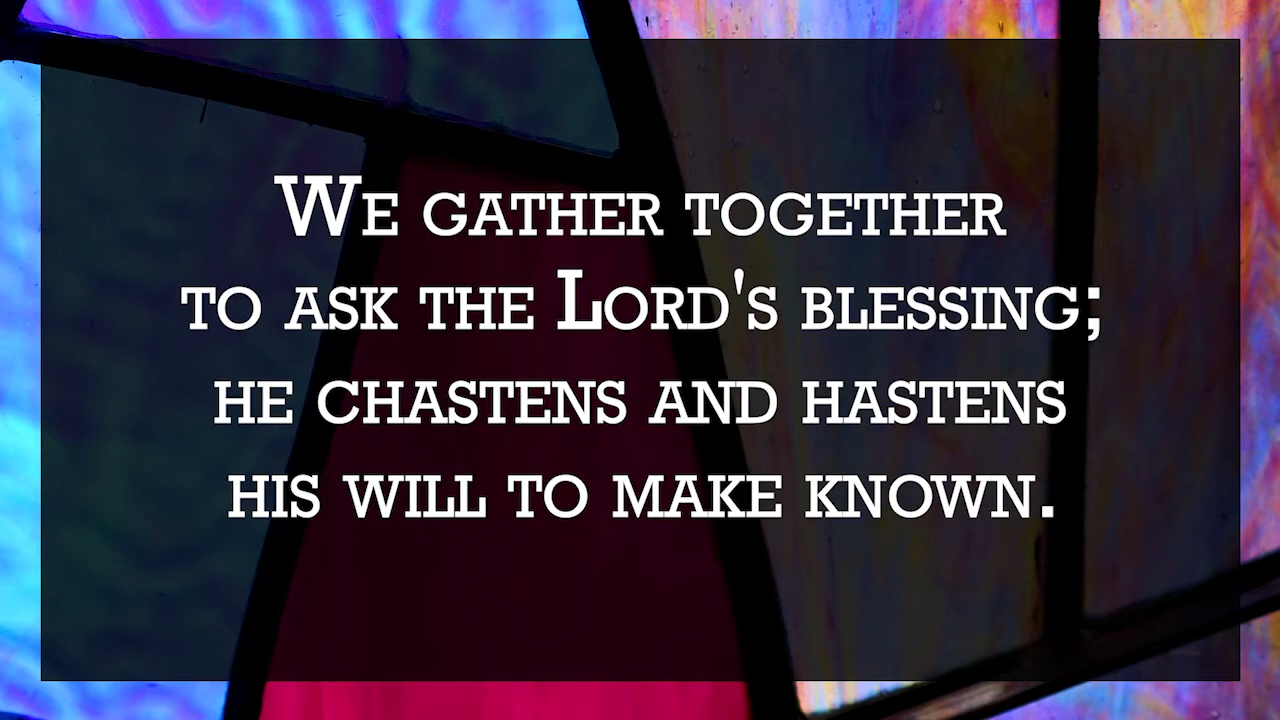 We gather together
to ask the Lord's blessing;
he chastens and hastens
his will to make known.